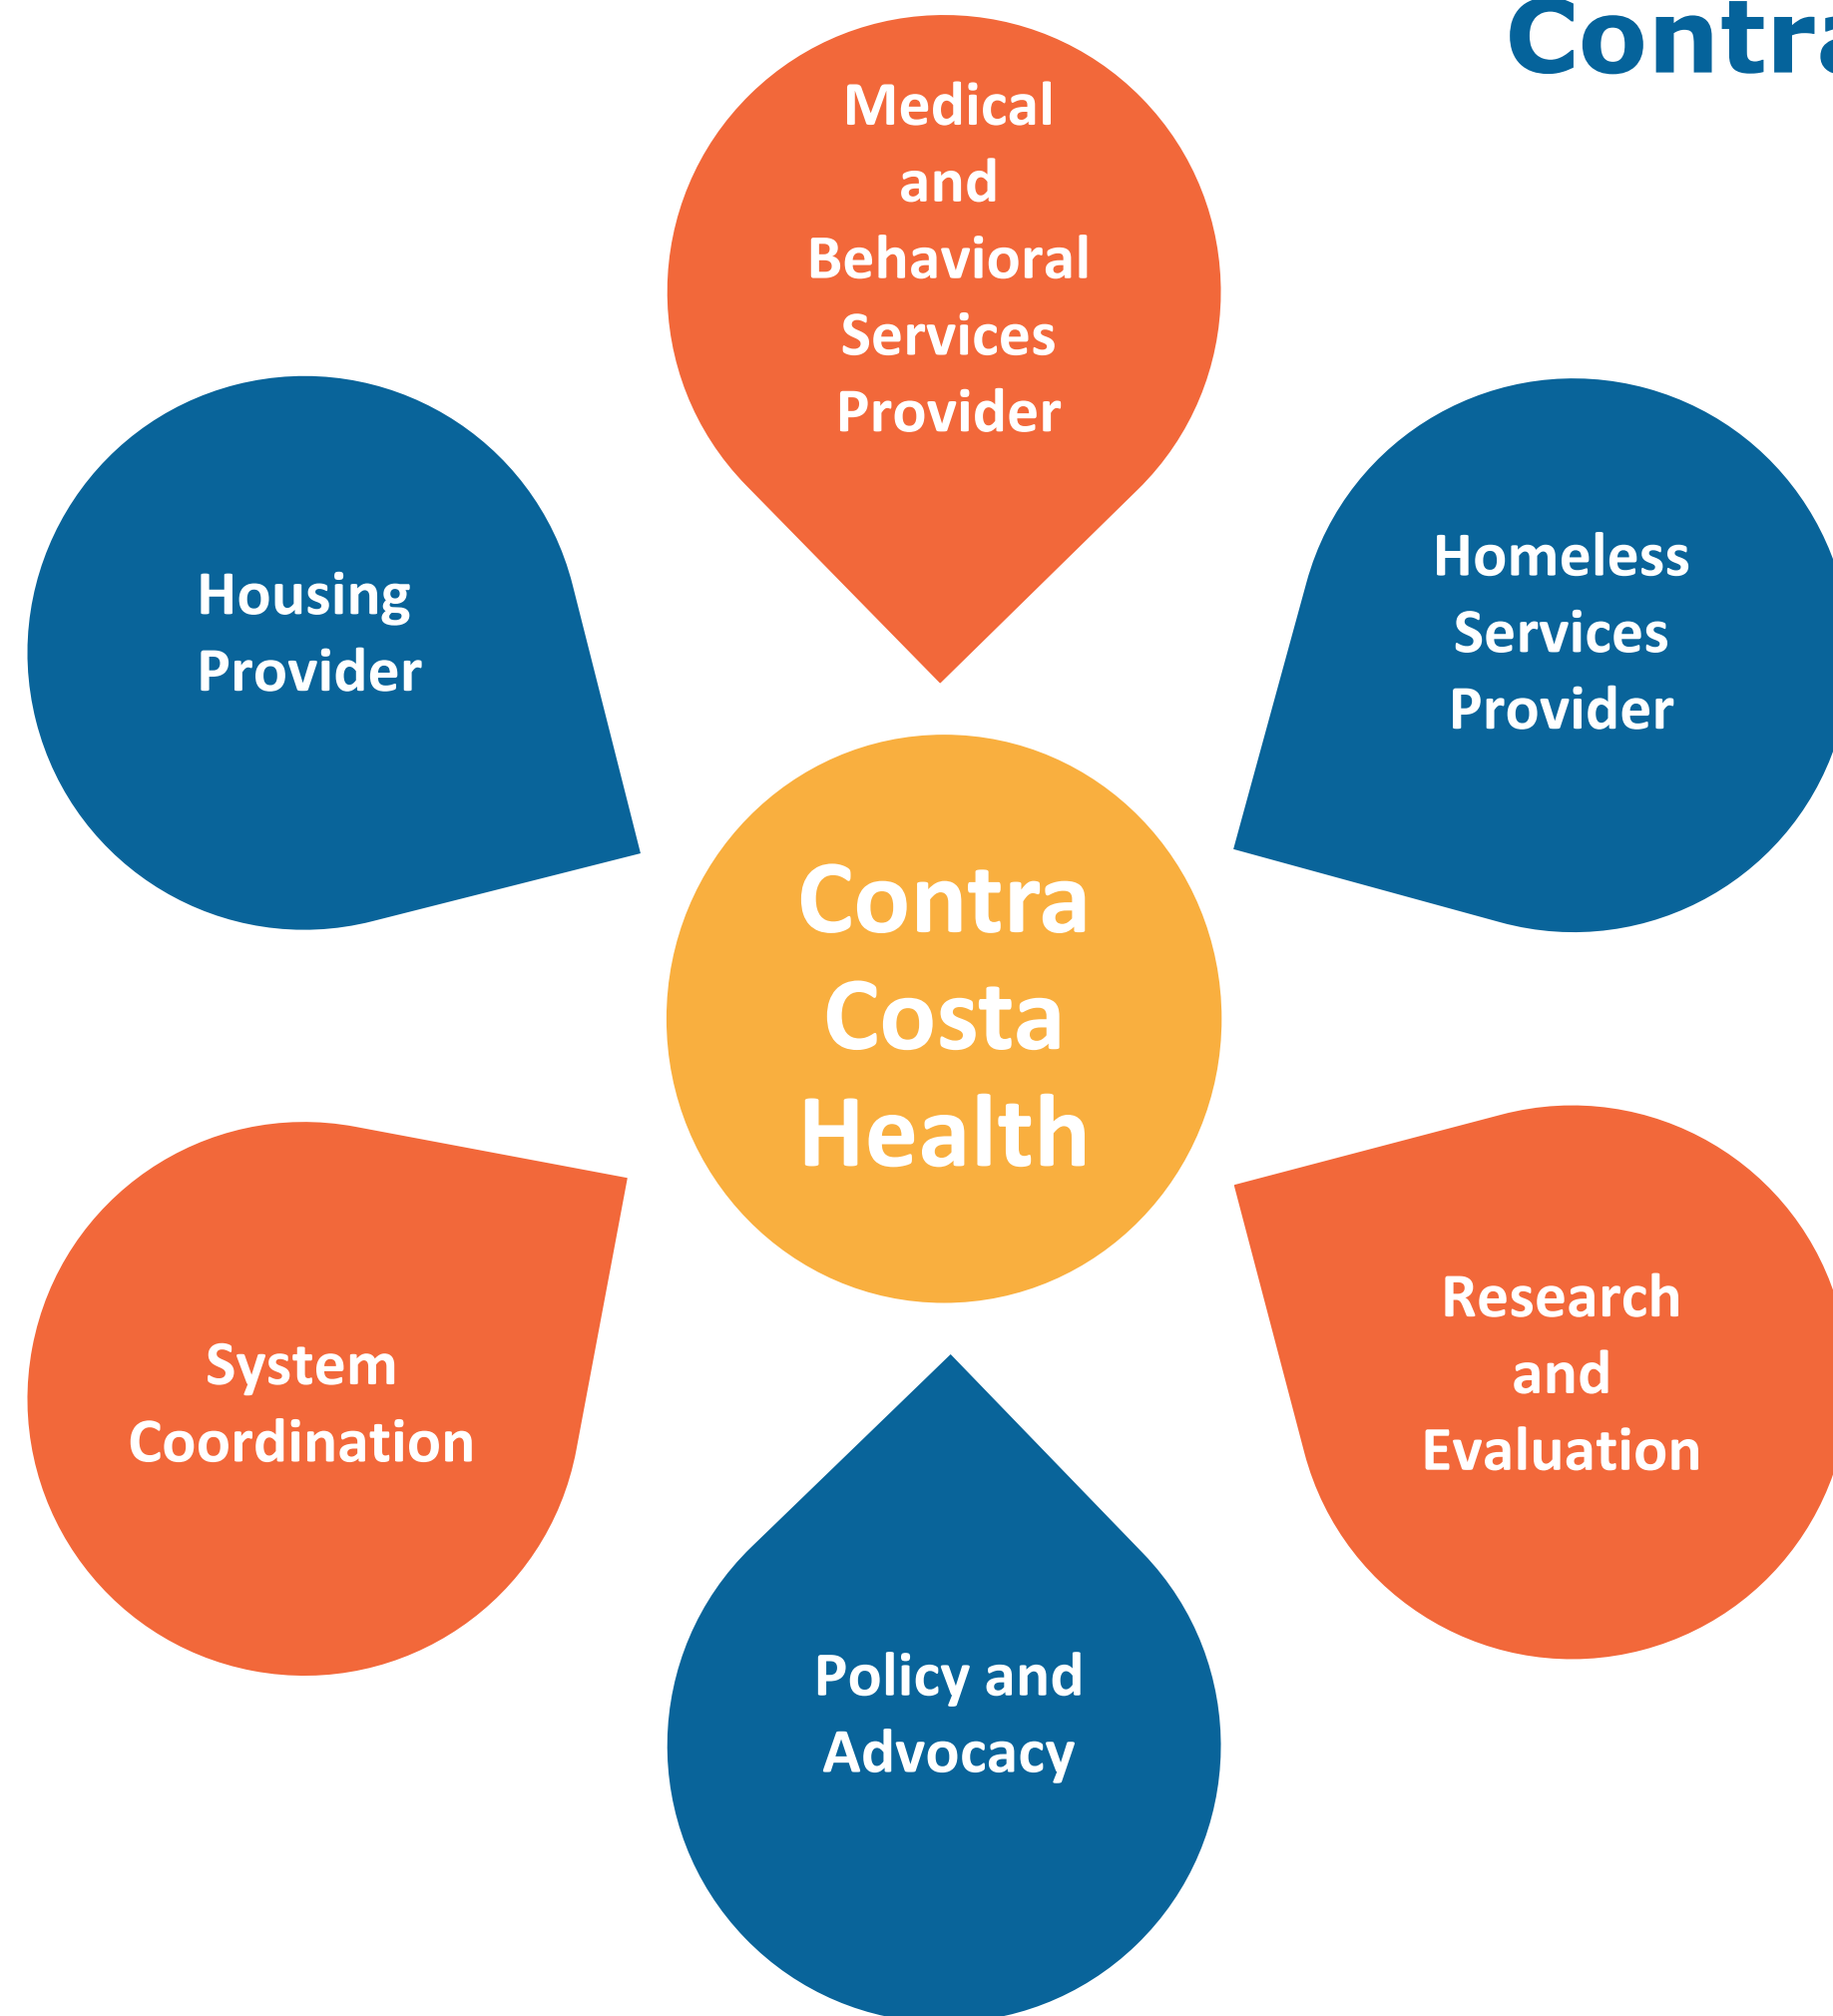 Medical
and
Behavioral
Services
Provider
Homeless
Services
Provider
Housing
Provider
Contra
Costa
Health
Research
and
Evaluation
System
Coordination
Policy and
Advocacy